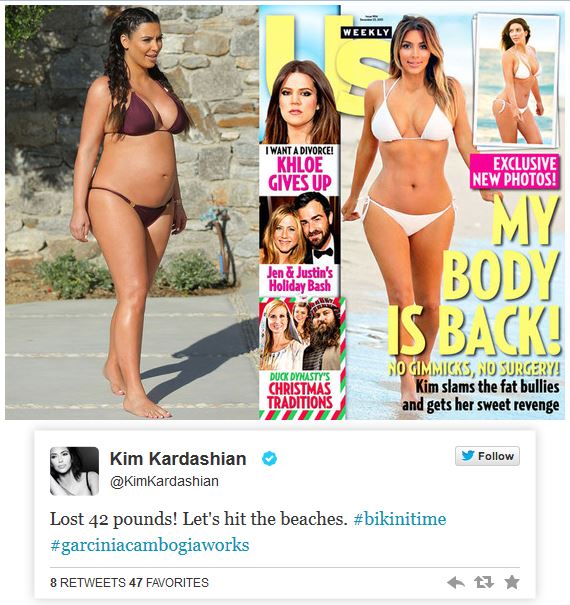 Us
WEEKLY
I WANT A DIVORCE!
KHLOE
GIVES UP
Jen & Justin's
Holiday Bash
DUCK DYNASTY'S
CHRISTMAS
TRADITIONS
EXCLUSIVE
NEW PHOTOS!
MY
BODY
IS BACK!
NO GIMMICKS, NO SURGERY!
Kim slams the fat bullies
and gets her sweet revenge
Kim Kardashian
Follow
@KimKardashian
Lost 42 pounds! Let's hit the beaches. #bikinitime
#garciniacambogiaworks
8 RETWEETS 47 FAVORITES